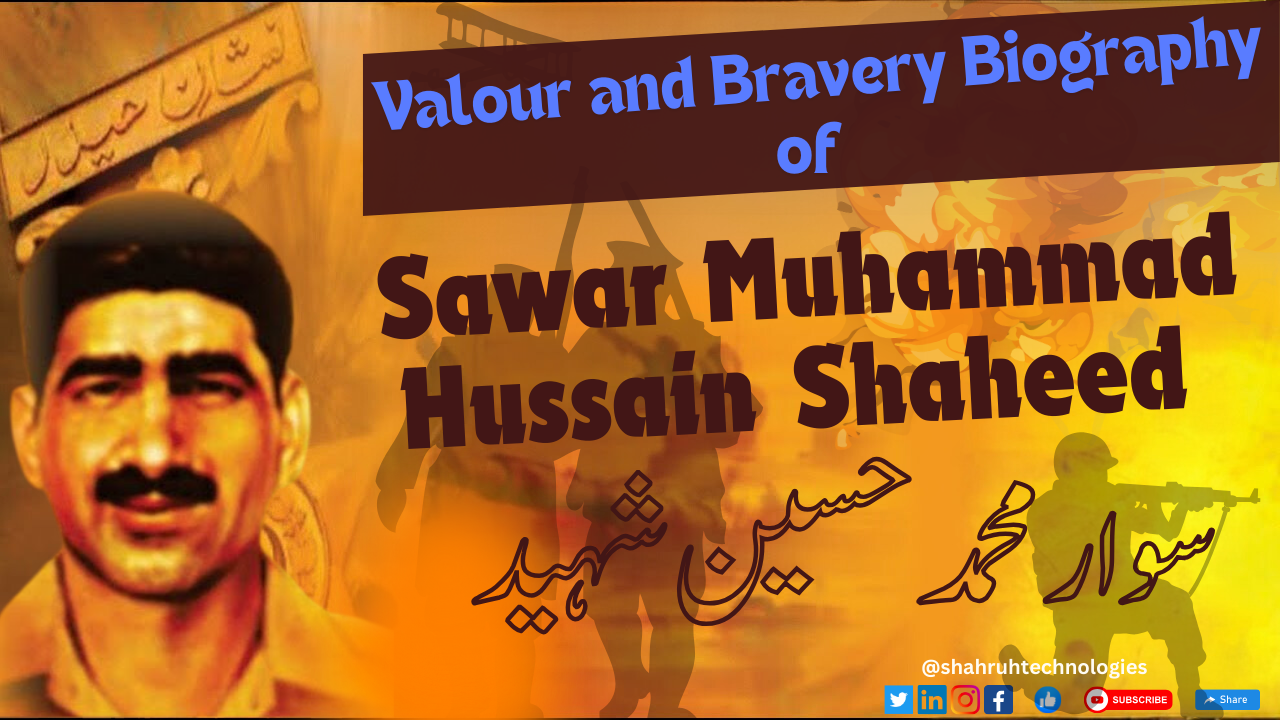 نشان حیدر
Valour and Bravery Biography
of
Sawar Muhammad
Hussain Shaheed
سوار محمد حسین شہید
@shahruhtechnologies
SUBSCRIBE
Share